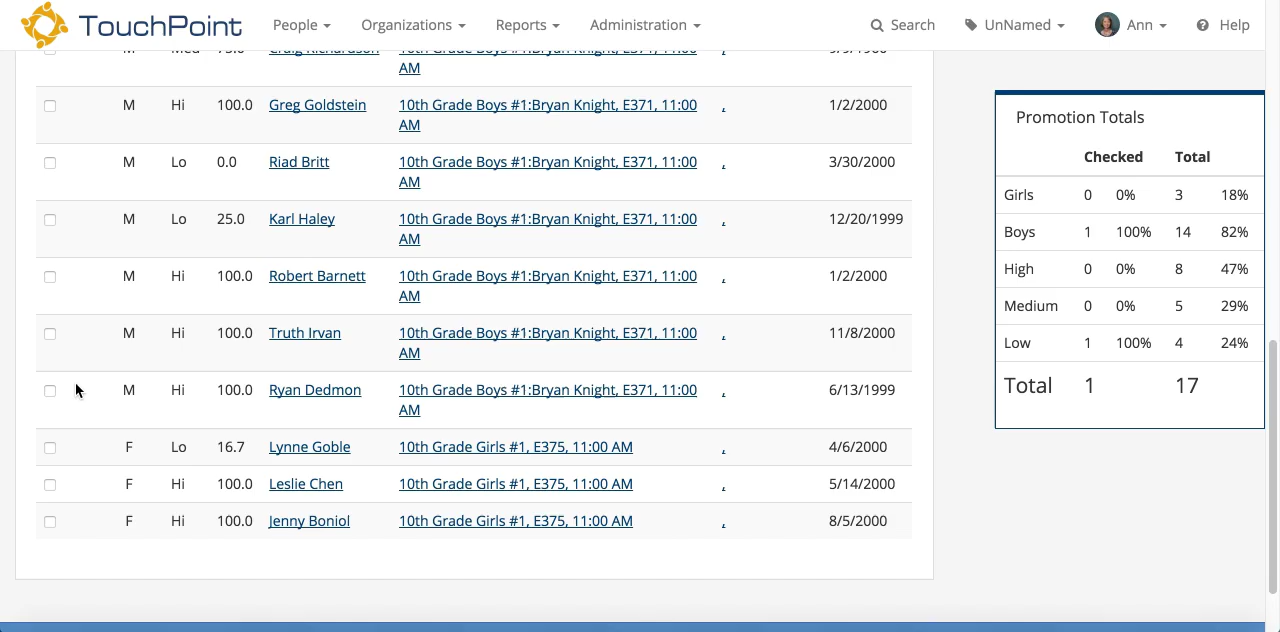 TouchPoint People Organizations Reports Administration Search UnNamed Ann Help
10th Grade Boys #1:Bryan Knight, E371, 11:00
AM
M Hi 100.0 Greg Goldstein 10th Grade Boys #1:Bryan Knight, E371, 11:00 , 1/2/2000
AM
M Lo 0.0 Riad Britt 10th Grade Boys #1:Bryan Knight, E371, 11:00 , 3/30/2000
AM
M Lo 25.0 Karl Haley 10th Grade Boys #1:Bryan Knight, E371, 11:00 , 12/20/1999
AM
M Hi 100.0 Robert Barnett 10th Grade Boys #1:Bryan Knight, E371, 11:00 , 1/2/2000
AM
M Hi 100.0 Truth Irvan 10th Grade Boys #1:Bryan Knight, E371, 11:00 , 11/8/2000
AM
M Hi 100.0 Ryan Dedmon 10th Grade Boys #1:Bryan Knight, E371, 11:00 , 6/13/1999
AM
F Lo 16.7 Lynne Goble 10th Grade Girls #1, E375, 11:00 AM , 4/6/2000
F Hi 100.0 Leslie Chen 10th Grade Girls #1, E375, 11:00 AM , 5/14/2000
F Hi 100.0 Jenny Boniol 10th Grade Girls #1, E375, 11:00 AM , 8/5/2000
Promotion Totals
Checked Total
Girls 0 0% 3 18%
Boys 1 100% 14 82%
High 0 0% 8 47%
Medium 0 0% 5 29%
Low 1 100% 4 24%
Total 1 17